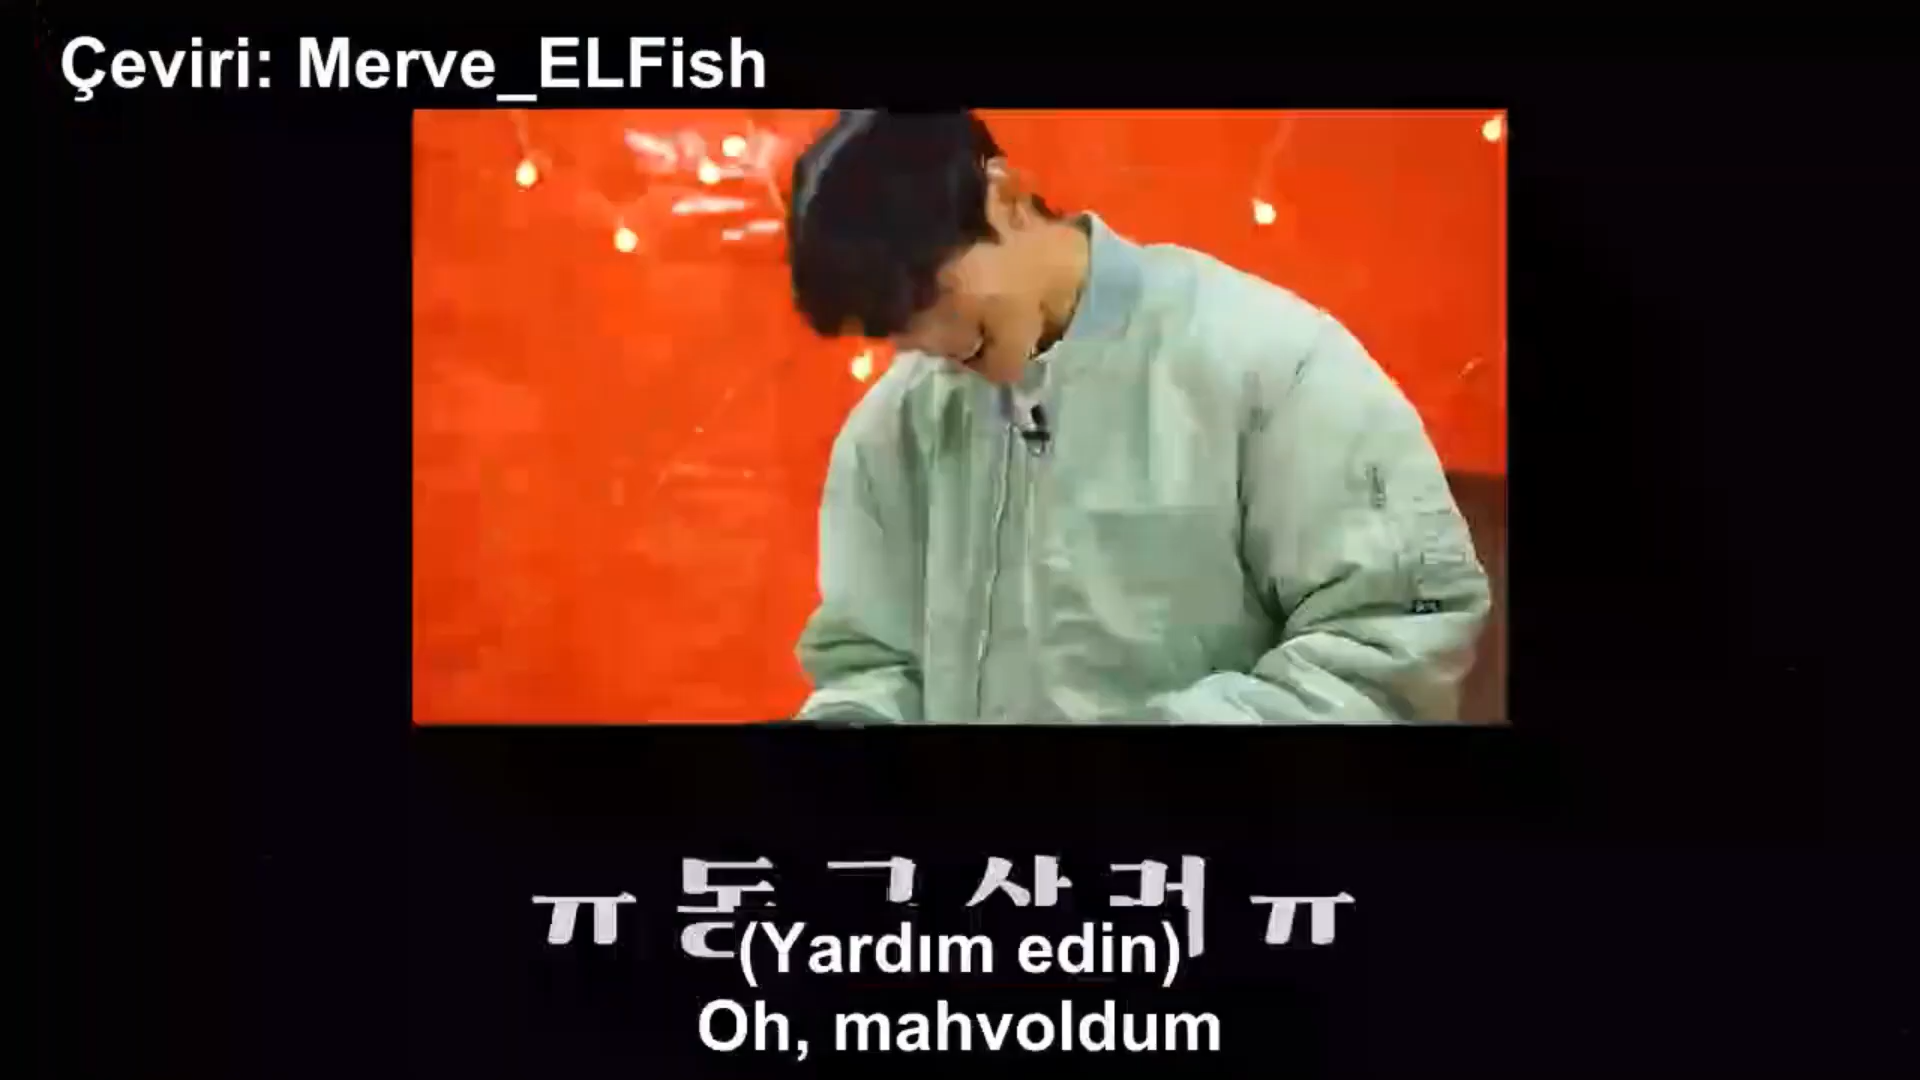 Çeviri: Merve_ELFish
ㅠ ㅠ
(Yardım edin)
Oh, mahvoldum